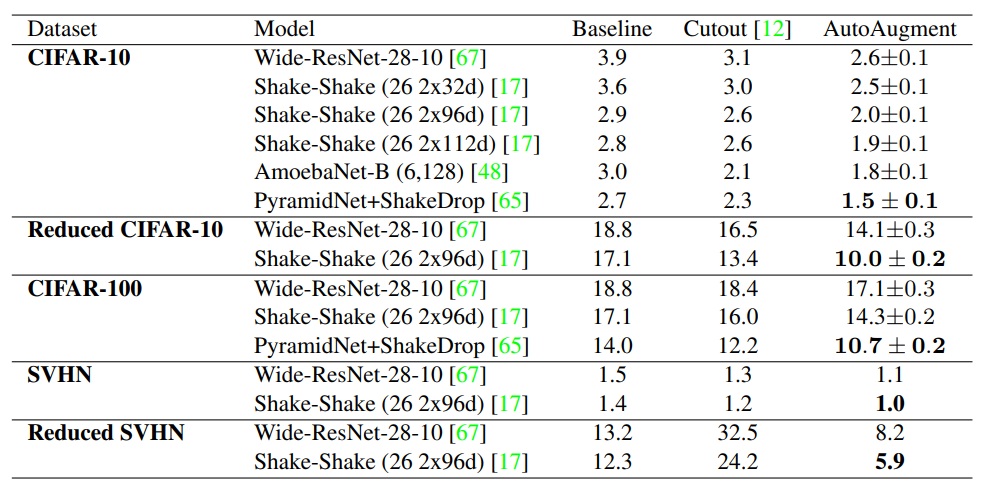 Dataset Model Baseline Cutout [12] AutoAugment
CIFAR-10 Wide-ResNet-28-10 [67] 3.9 3.1 2.6±0.1
Shake-Shake (26 2x32d) [17] 3.6 3.0 2.5±0.1
Shake-Shake (26 2x96d) [17] 2.9 2.6 2.0±0.1
Shake-Shake (26 2x112d) [17] 2.8 2.6 1.9±0.1
AmoebaNet-B (6,128) [48] 3.0 2.1 1.8±0.1
PyramidNet+ShakeDrop [65] 2.7 2.3 1.5 ± 0.1
Reduced CIFAR-10 Wide-ResNet-28-10 [67] 18.8 16.5 14.1±0.3
Shake-Shake (26 2x96d) [17] 17.1 13.4 10.0 ± 0.2
CIFAR-100 Wide-ResNet-28-10 [67] 18.8 18.4 17.1±0.3
Shake-Shake (26 2x96d) [17] 17.1 16.0 14.3±0.2
PyramidNet+ShakeDrop [65] 14.0 12.2 10.7 ± 0.2
SVHN Wide-ResNet-28-10 [67] 1.5 1.3 1.1
Shake-Shake (26 2x96d) [17] 1.4 1.2 1.0
Reduced SVHN Wide-ResNet-28-10 [67] 13.2 32.5 8.2
Shake-Shake (26 2x96d) [17] 12.3 24.2 5.9